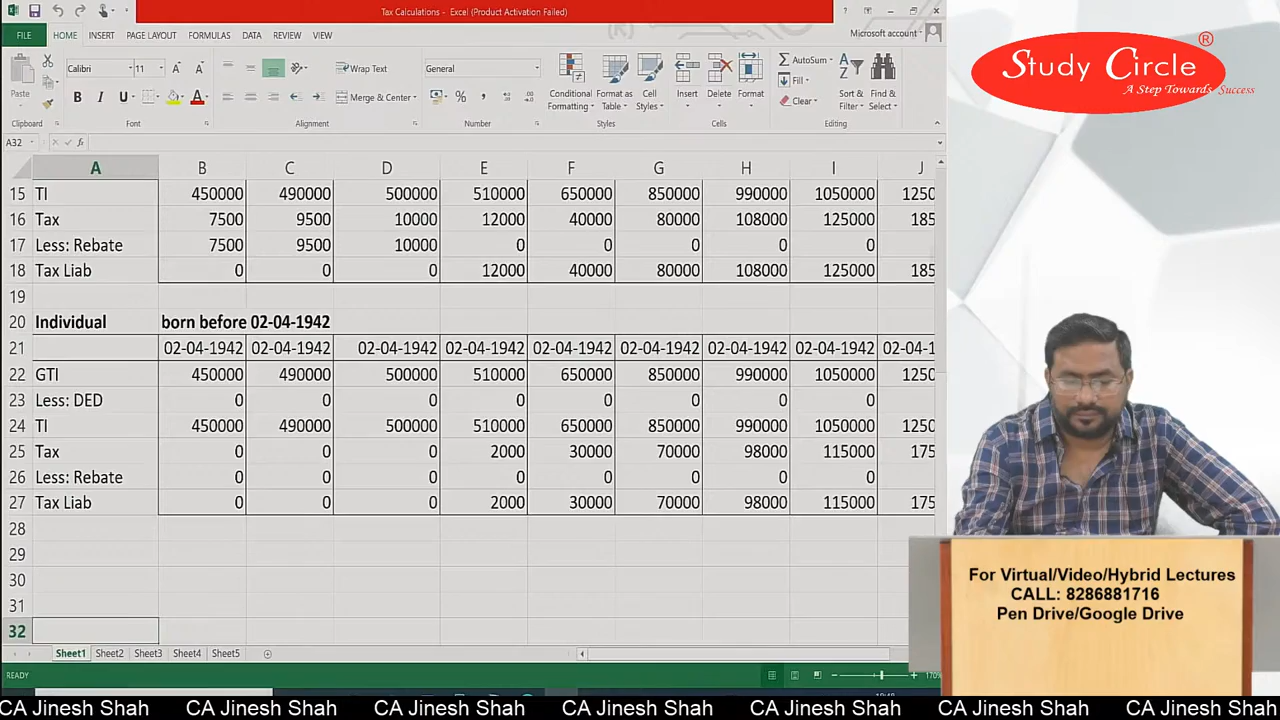 Tax Calculations - Excel (Product Activation Failed)
FILE HOME INSERT PAGE LAYOUT FORMULAS DATA REVIEW VIEW
Microsoft account
Calibri 11 Wrap Text General AutoSum
Paste B I U Merge & Center Conditional Formatting Format as Table Cell Styles Insert Delete Format Fill Clear Sort & Filter Find & Select
Clipboard Font Alignment Number Styles Cells Editing
A32 fx
A B C D E F G H I J
15 TI 450000 490000 500000 510000 650000 850000 990000 1050000 1250
16 Tax 7500 9500 10000 12000 40000 80000 108000 125000 185
17 Less: Rebate 7500 9500 10000 0 0 0 0 0
18 Tax Liab 0 0 0 12000 40000 80000 108000 125000 185
19
20 Individual born before 02-04-1942
21 02-04-1942 02-04-1942 02-04-1942 02-04-1942 02-04-1942 02-04-1942 02-04-1942 02-04-1942 02-04-1
22 GTI 450000 490000 500000 510000 650000 850000 990000 1050000 1250
23 Less: DED 0 0 0 0 0 0 0 0
24 TI 450000 490000 500000 510000 650000 850000 990000 1050000 1250
25 Tax 0 0 0 2000 30000 70000 98000 115000 175
26 Less: Rebate 0 0 0 0 0 0 0 0
27 Tax Liab 0 0 0 2000 30000 70000 98000 115000 175
28
29
30
31
32
Sheet1 Sheet2 Sheet3 Sheet4 Sheet5
READY 170%
Study Circle ®
A Step Towards Success
For Virtual/Video/Hybrid Lectures
CALL: 8286881716
Pen Drive/Google Drive
CA Jinesh Shah CA Jinesh Shah CA Jinesh Shah CA Jinesh Shah CA Jinesh Shah CA Jinesh Shah CA Jinesh Shah